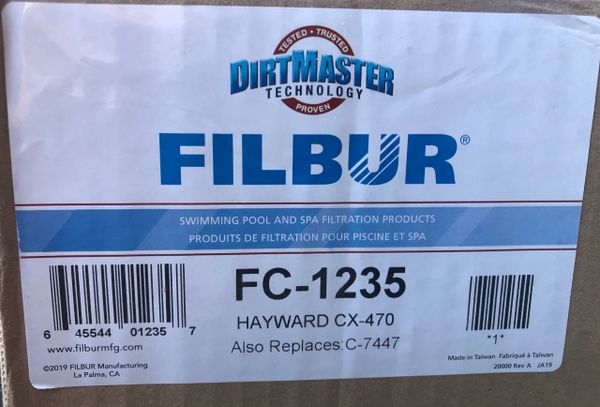 TESTED • TRUSTED
DIRTMASTER
TECHNOLOGY
PROVEN
FILBUR®
SWIMMING POOL AND SPA FILTRATION PRODUCTS
PRODUITS DE FILTRATION POUR PISCINE ET SPA
FC-1235
HAYWARD CX-470
Also Replaces:C-7447
6 45544 01235 7
www.filburmfg.com
©2019 FILBUR Manufacturing
La Palma, CA
*1*
Made in Taiwan Fabriqué à Taïwan
20000 Rev A JA19